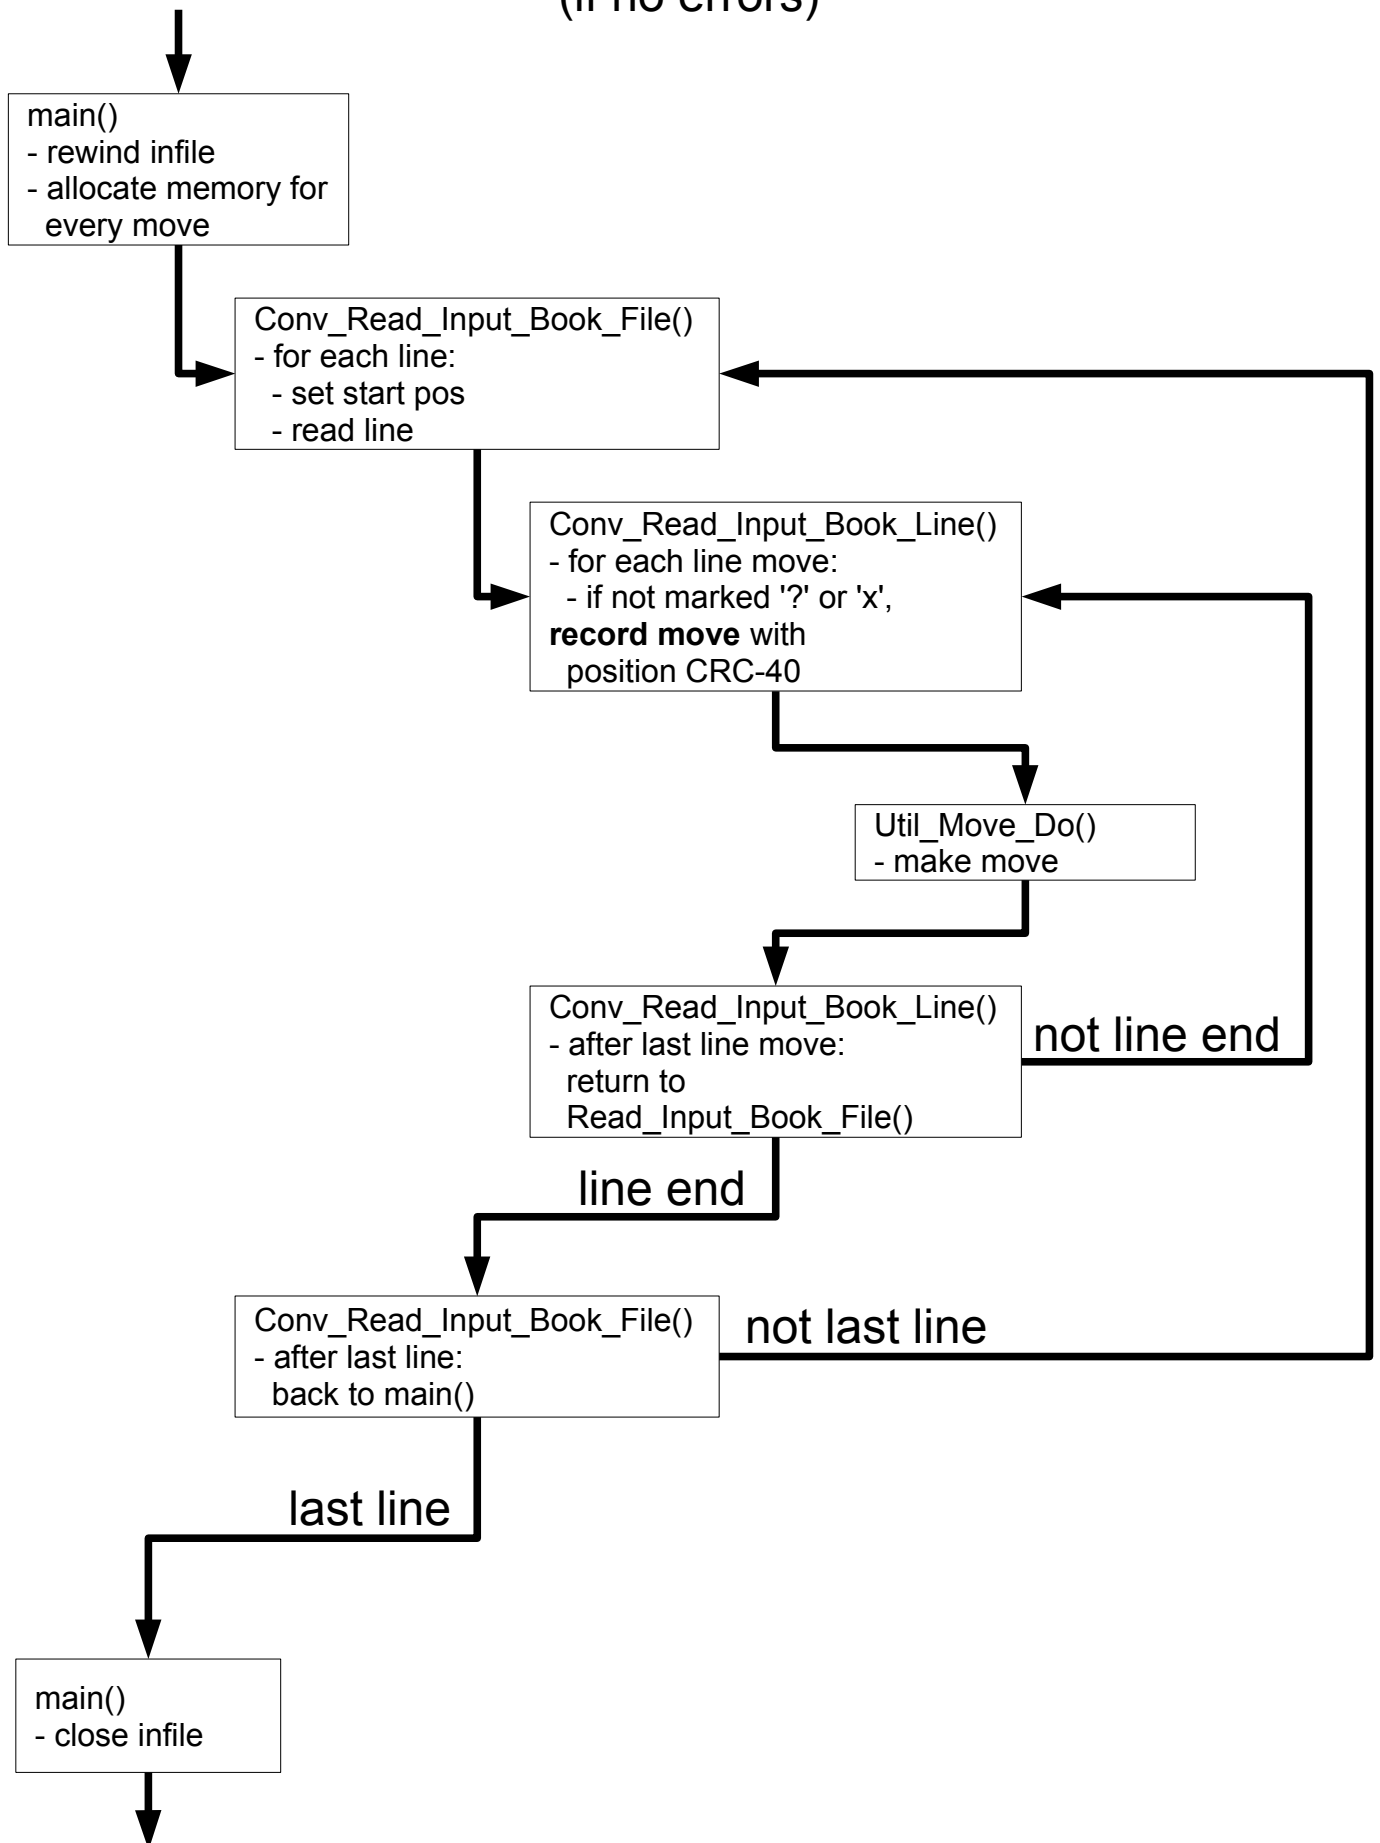 (if no errors)
main()
- rewind infile
- allocate memory for
every move
Conv_Read_Input_Book_File()
- for each line:
- set start pos
- read line
Conv_Read_Input_Book_Line()
- for each line move:
- if not marked '?' or 'x',
record move with
position CRC-40
Util_Move_Do()
- make move
Conv_Read_Input_Book_Line()
- after last line move:
return to
Read_Input_Book_File()
not line end
line end
Conv_Read_Input_Book_File()
- after last line:
back to main()
not last line
last line
main()
- close infile